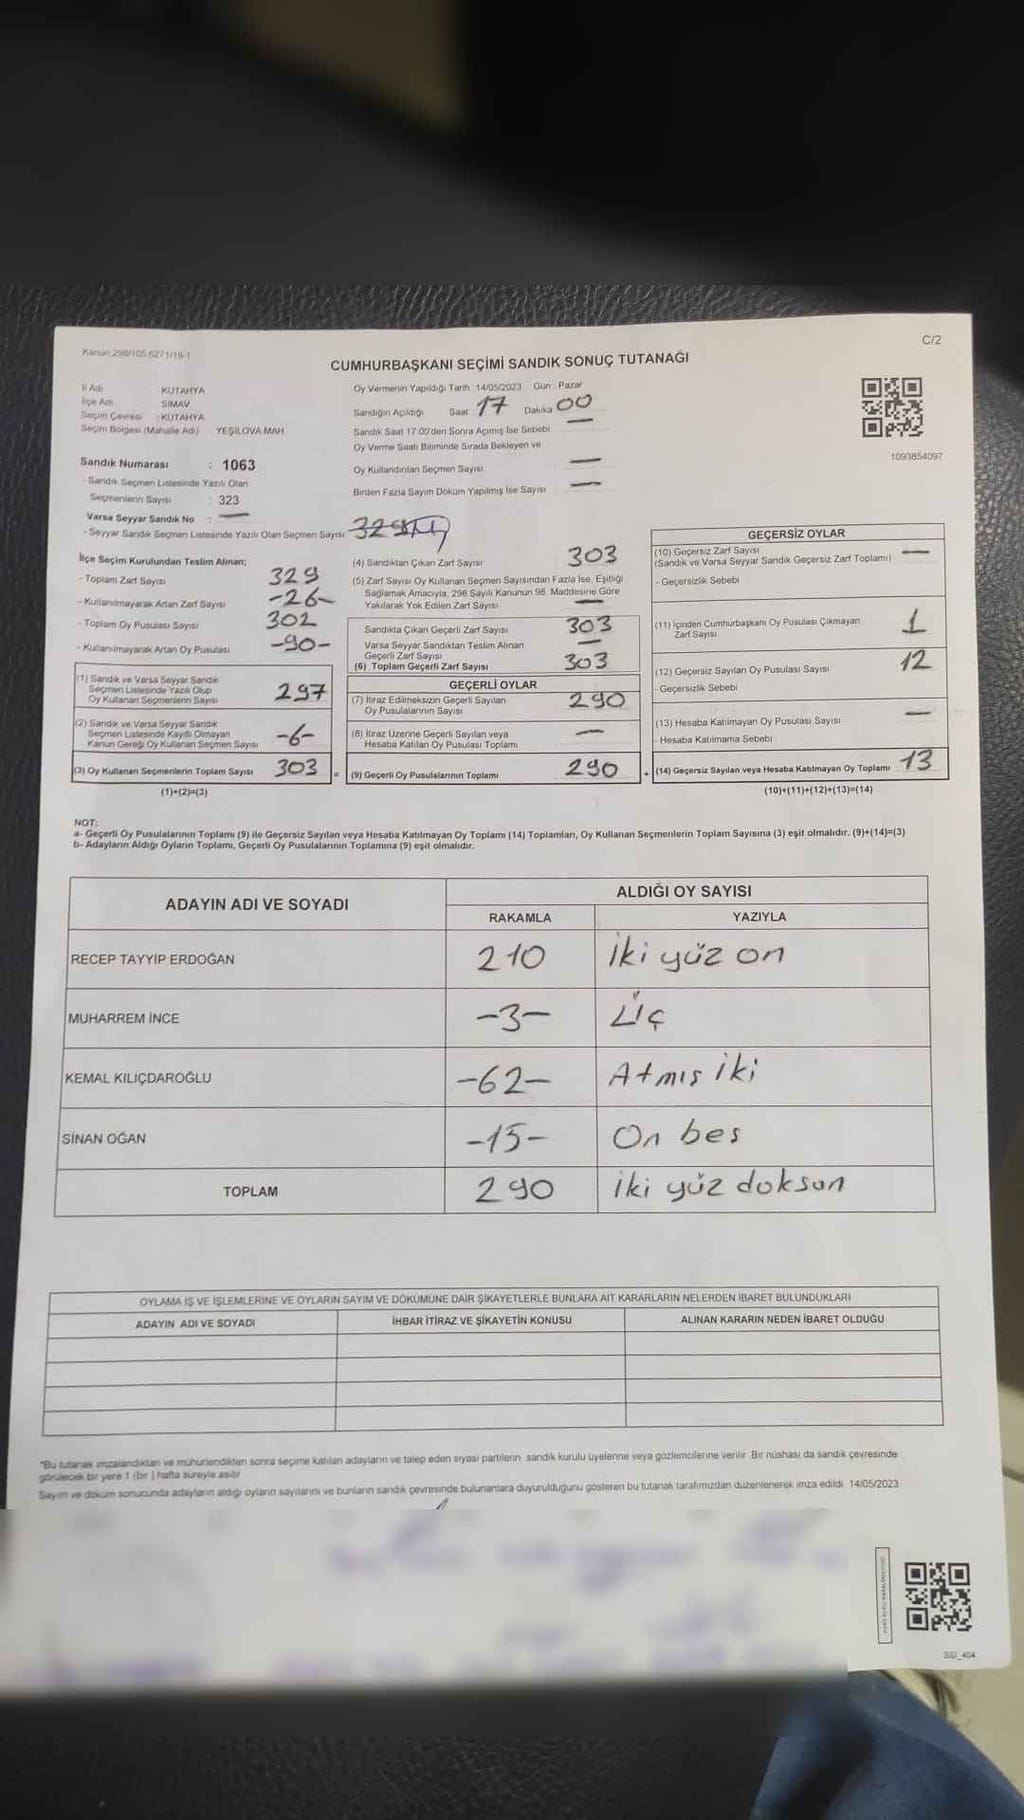 Kanun:298/105,6271/18-1
C/2
CUMHURBAŞKANI SEÇİMİ SANDIK SONUÇ TUTANAĞI
İl Adı : KÜTAHYA
İlçe Adı : SİMAV
Seçim Çevresi : KÜTAHYA
Seçim Bölgesi (Mahalle Adı) YEŞİLOVA MAH
Sandık Numarası : 1063
- Sandık Seçmen Listesinde Yazılı Olan
Seçmenlerin Sayısı : 323
Varsa Seyyar Sandık No : —
- Seyyar Sandık Seçmen Listesinde Yazılı Olan Seçmen Sayısı
Oy Vermenin Yapıldığı Tarih 14/05/2023 Gün : Pazar
Sandığın Açıldığı Saat 17 Dakika 00
Sandık Saat 17:00'den Sonra Açımış İse Sebebi —
Oy Verme Saati Bitiminde Sırada Bekleyen ve
Oy Kullandırılan Seçmen Sayısı —
Birden Fazla Sayım Döküm Yapılmış İse Sayısı —
1093854097
İlçe Seçim Kurulundan Teslim Alınan;
- Toplam Zarf Sayısı 329
- Kullanılmayarak Artan Zarf Sayısı -26-
- Toplam Oy Pusulası Sayısı 302
- Kullanılmayarak Artan Oy Pusulası -90-
(1) Sandık ve Varsa Seyyar Sandık
Seçmen Listesinde Yazılı Olup
Oy Kullanan Seçmenlerin Sayısı 297
(2) Sandık ve Varsa Seyyar Sandık
Seçmen Listesinde Kayıtlı Olmayan
Kanun Gereği Oy Kullanan Seçmen Sayısı -6-
(3) Oy Kullanan Seçmenlerin Toplam Sayısı 303
(1)+(2)=(3)
(4) Sandıktan Çıkan Zarf Sayısı 303
(5) Zarf Sayısı Oy Kullanan Seçmen Sayısından Fazla İse, Eşitliği
Sağlamak Amacıyla, 298 Sayılı Kanunun 98. Maddesine Göre
Yakılarak Yok Edilen Zarf Sayısı —
Sandıkta Çıkan Geçerli Zarf Sayısı 303
Varsa Seyyar Sandıktan Teslim Alınan
Geçerli Zarf Sayısı —
(6) Toplam Geçerli Zarf Sayısı 303
GEÇERLİ OYLAR
(7) İtiraz Edilmeksizin Geçerli Sayılan
Oy Pusulalarının Sayısı 290
(8) İtiraz Üzerine Geçerli Sayılan veya
Hesaba Katılan Oy Pusulası Toplamı —
= (9) Geçerli Oy Pusulalarının Toplamı 290
GEÇERSİZ OYLAR
(10) Geçersiz Zarf Sayısı —
(Sandık ve Varsa Seyyar Sandık Geçersiz Zarf Toplamı)
- Geçersizlik Sebebi
(11) İçinden Cumhurbaşkanı Oy Pusulası Çıkmayan
Zarf Sayısı 1
(12) Geçersiz Sayılan Oy Pusulası Sayısı 12
- Geçersizlik Sebebi
(13) Hesaba Katılmayan Oy Pusulası Sayısı —
- Hesaba Katılmama Sebebi
+ (14) Geçersiz Sayılan veya Hesaba Katılmayan Oy Toplamı 13
(10)+(11)+(12)+(13)=(14)
NOT:
a- Geçerli Oy Pusulalarının Toplamı (9) ile Geçersiz Sayılan veya Hesaba Katılmayan Oy Toplamı (14) Toplamları, Oy Kullanan Seçmenlerin Toplam Sayısına (3) eşit olmalıdır. (9)+(14)=(3)
b- Adayların Aldığı Oyların Toplamı, Geçerli Oy Pusulalarının Toplamına (9) eşit olmalıdır.
ADAYIN ADI VE SOYADI
ALDIĞI OY SAYISI
RAKAMLA YAZIYLA
RECEP TAYYİP ERDOĞAN 210 İki yüz on
MUHARREM İNCE -3- Üç
KEMAL KILIÇDAROĞLU -62- Atmış iki
SİNAN OĞAN -15- On bes
TOPLAM 290 iki yüz doksan
OYLAMA İŞ VE İŞLEMLERİNE VE OYLARIN SAYIM VE DÖKÜMÜNE DAİR ŞİKAYETLERLE BUNLARA AİT KARARLARIN NELERDEN İBARET BULUNDUKLARI
ADAYIN ADI VE SOYADI İHBAR İTİRAZ VE ŞİKAYETİN KONUSU ALINAN KARARIN NEDEN İBARET OLDUĞU
*Bu tutanak imzalandıktan ve mühürlendikten sonra seçime katılan adayların ve talep eden siyasi partilerin sandık kurulu üyelerine veya gözlemcilerine verilir. Bir nüshası da sandık çevresinde
görülecek bir yere 1 (bir ) hafta süreyle asılır
Sayım ve döküm sonucunda adayların aldığı oyların sayılarını ve bunların sandık çevresinde bulunanlara duyurulduğunu gösteren bu tutanak tarafımızdan düzenlenerek imza edildi. 14/05/2023
SSI_404